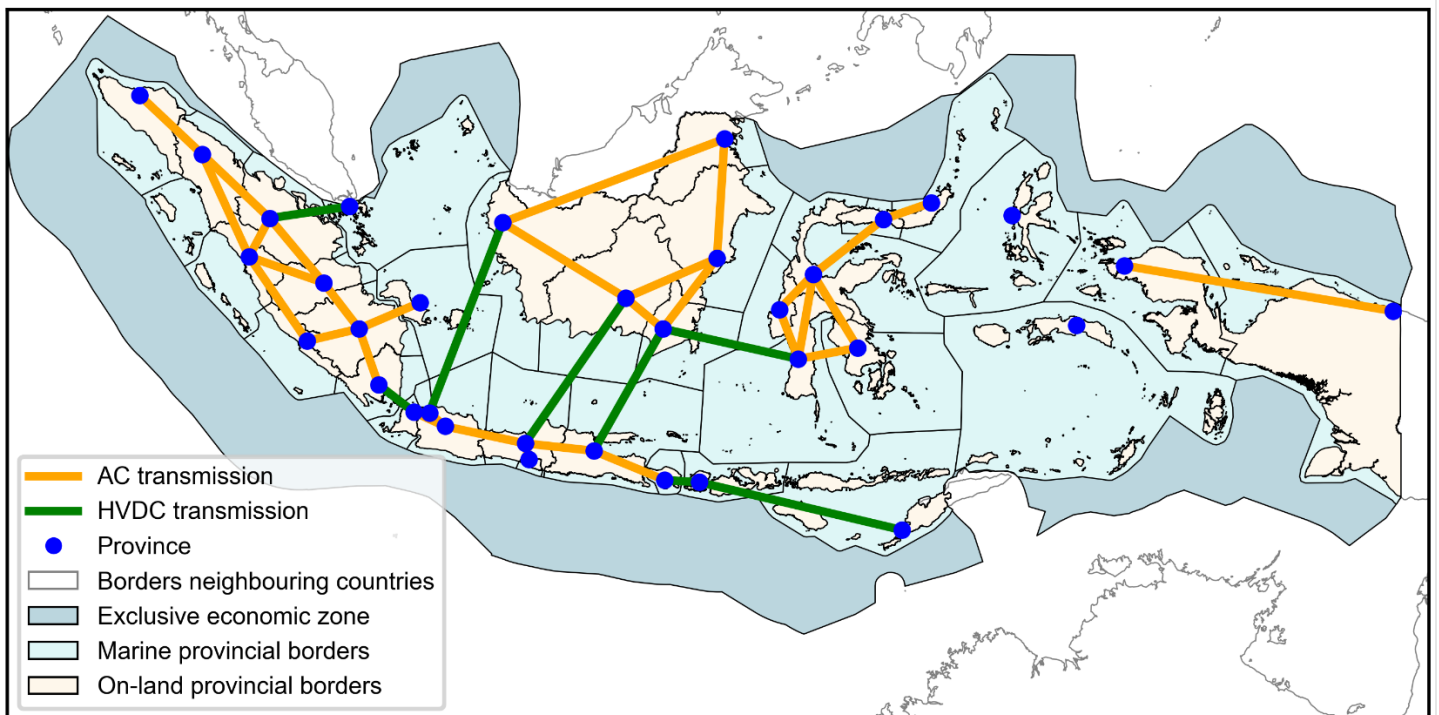 AC transmission
HVDC transmission
Province
Borders neighbouring countries
Exclusive economic zone
Marine provincial borders
On-land provincial borders